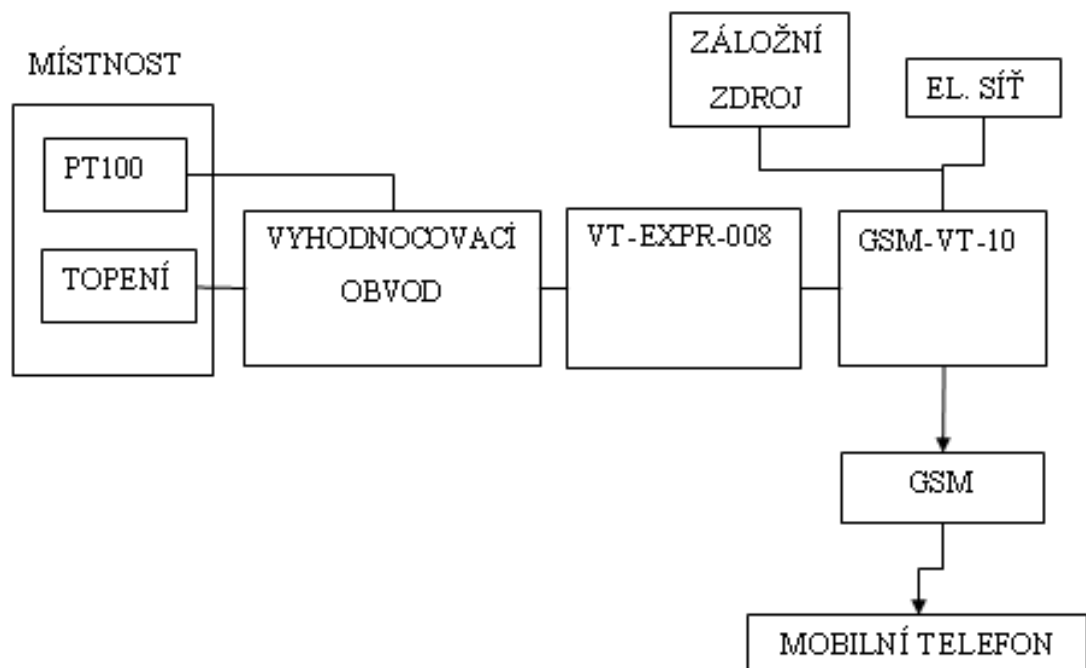 ZÁLOŽNÍ
ZDROJ
EL. SÍŤ
MÍSTNOST
PT100
TOPENÍ
VYHODNOCOVACÍ
OBVOD
VT-EXPR-008
GSM-VT-10
GSM
MOBILNÍ TELEFON